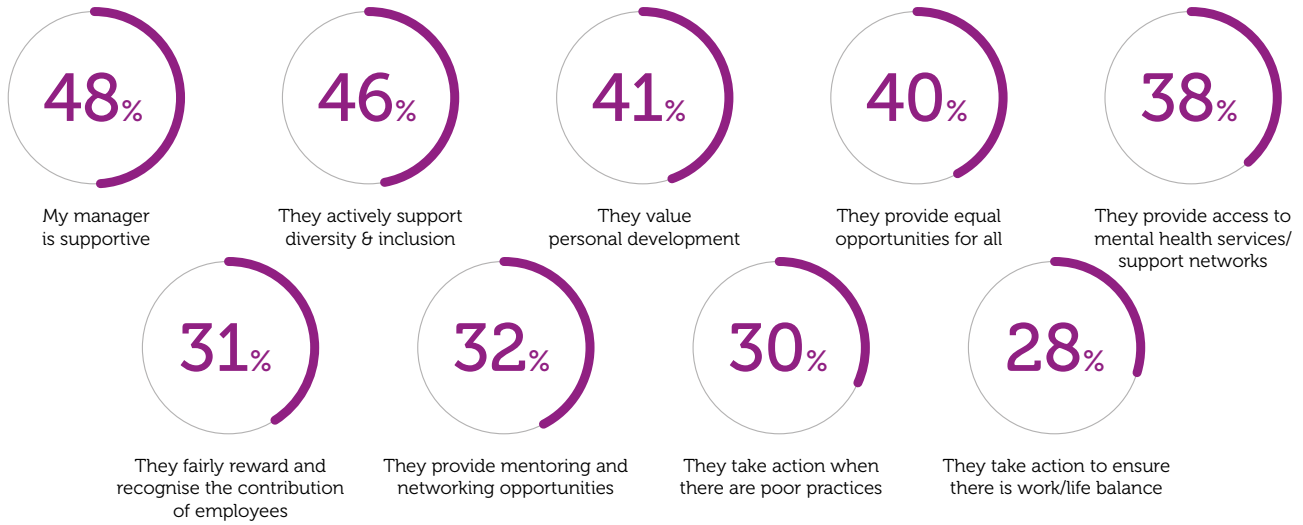 48%
My manager
is supportive
46%
They actively support
diversity & inclusion
41%
They value
personal development
40%
They provide equal
opportunities for all
38%
They provide access to
mental health services/
support networks
31%
They fairly reward and
recognise the contribution
of employees
32%
They provide mentoring and
networking opportunities
30%
They take action when
there are poor practices
28%
They take action to ensure
there is work/life balance